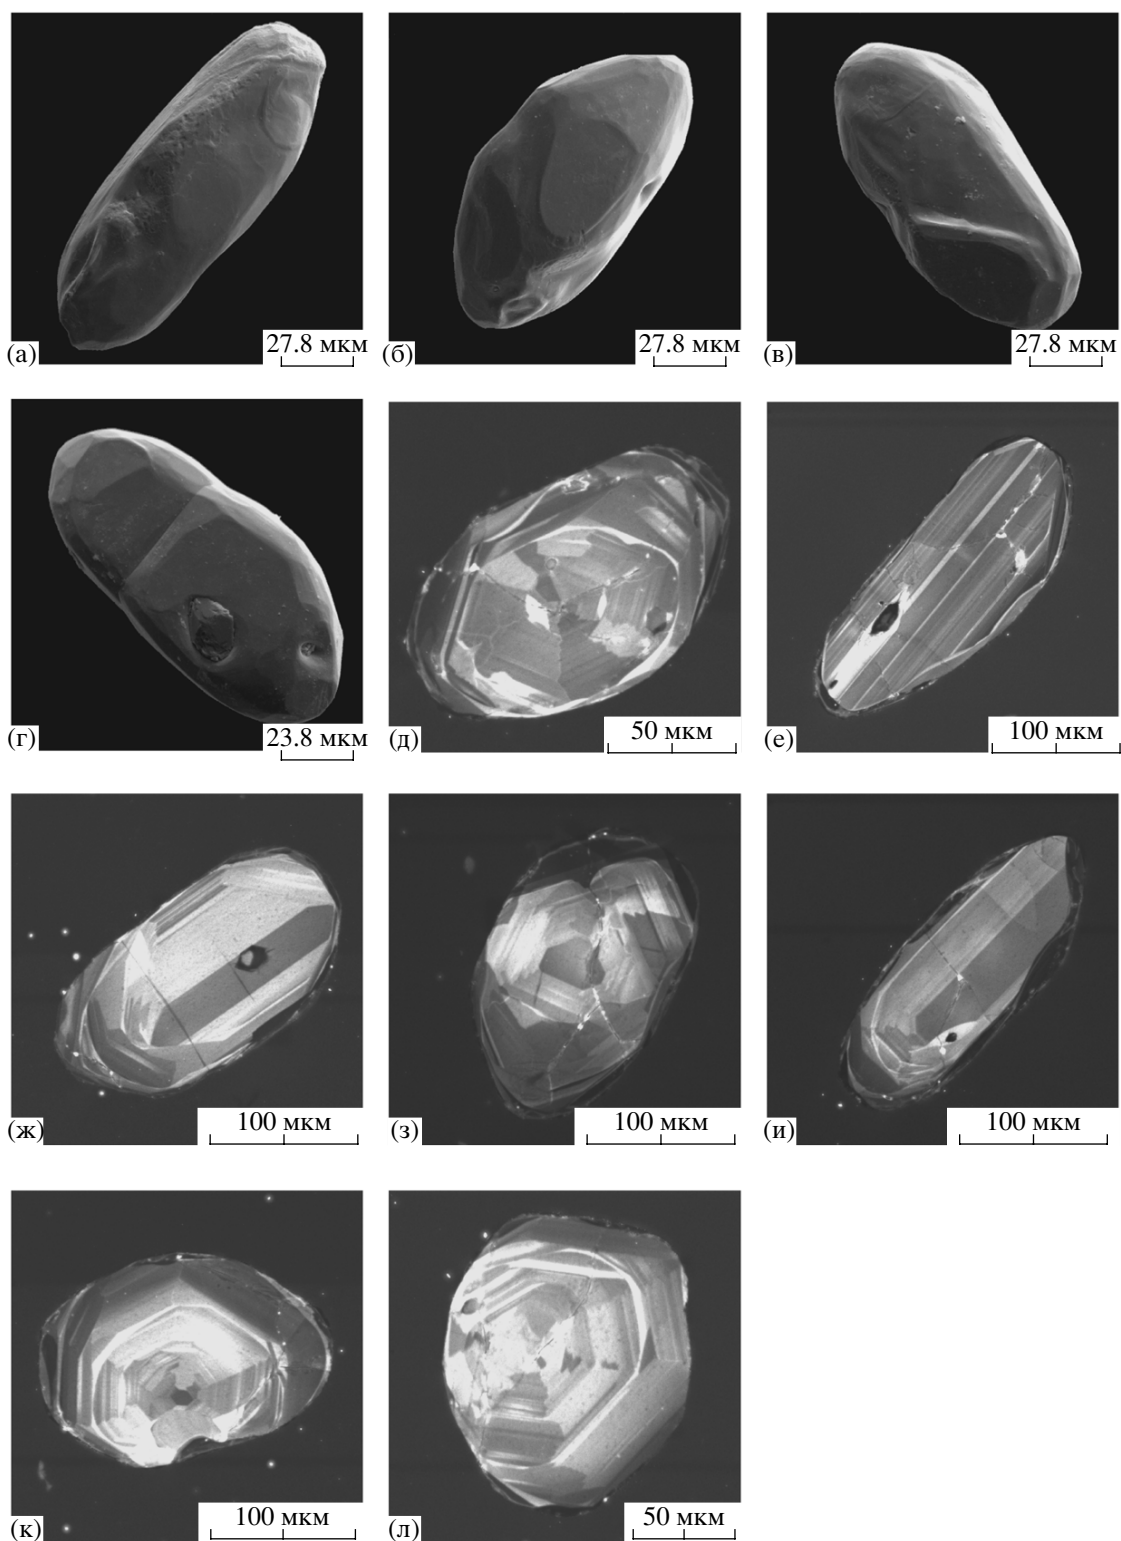 (а) 27.8 мкм
(б) 27.8 мкм
(в) 27.8 мкм
(г) 23.8 мкм
(д) 50 мкм
(е) 100 мкм
(ж) 100 мкм
(з) 100 мкм
(и) 100 мкм
(к) 100 мкм
(л) 50 мкм